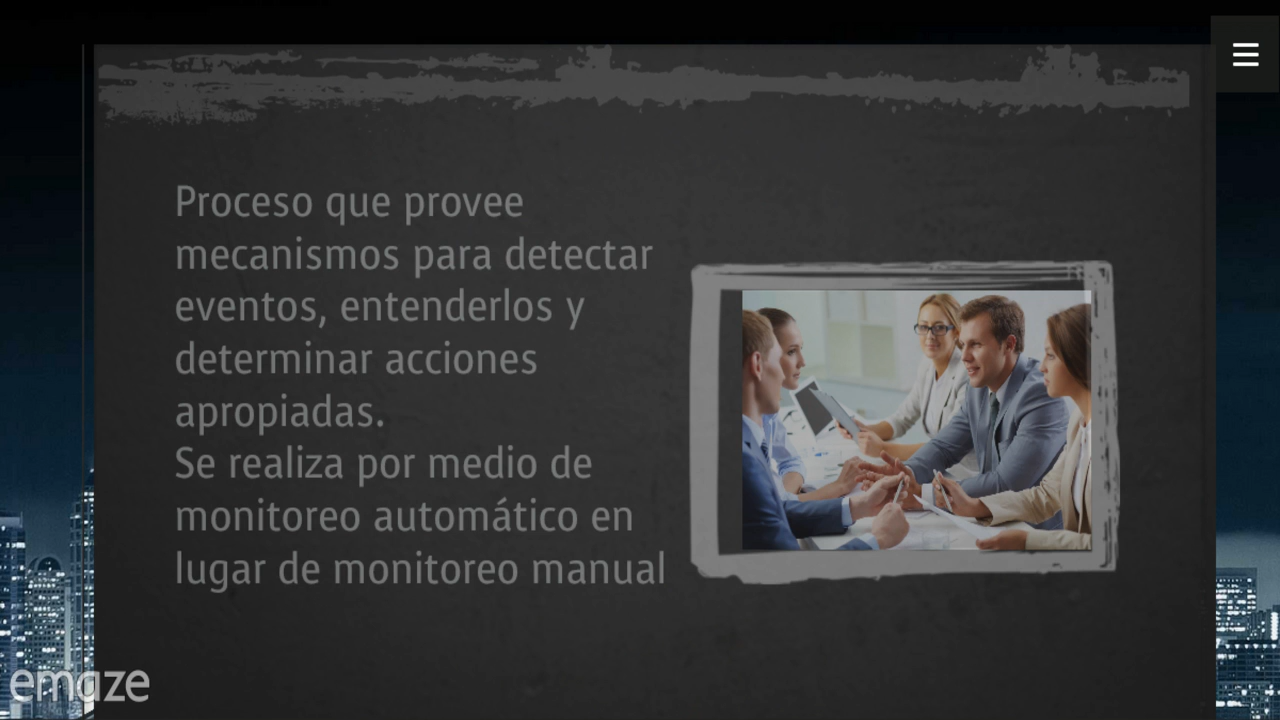 Proceso que provee
mecanismos para detectar
eventos, entenderlos y
determinar acciones
apropiadas.
Se realiza por medio de
monitoreo automático en
lugar de monitoreo manual
emaze